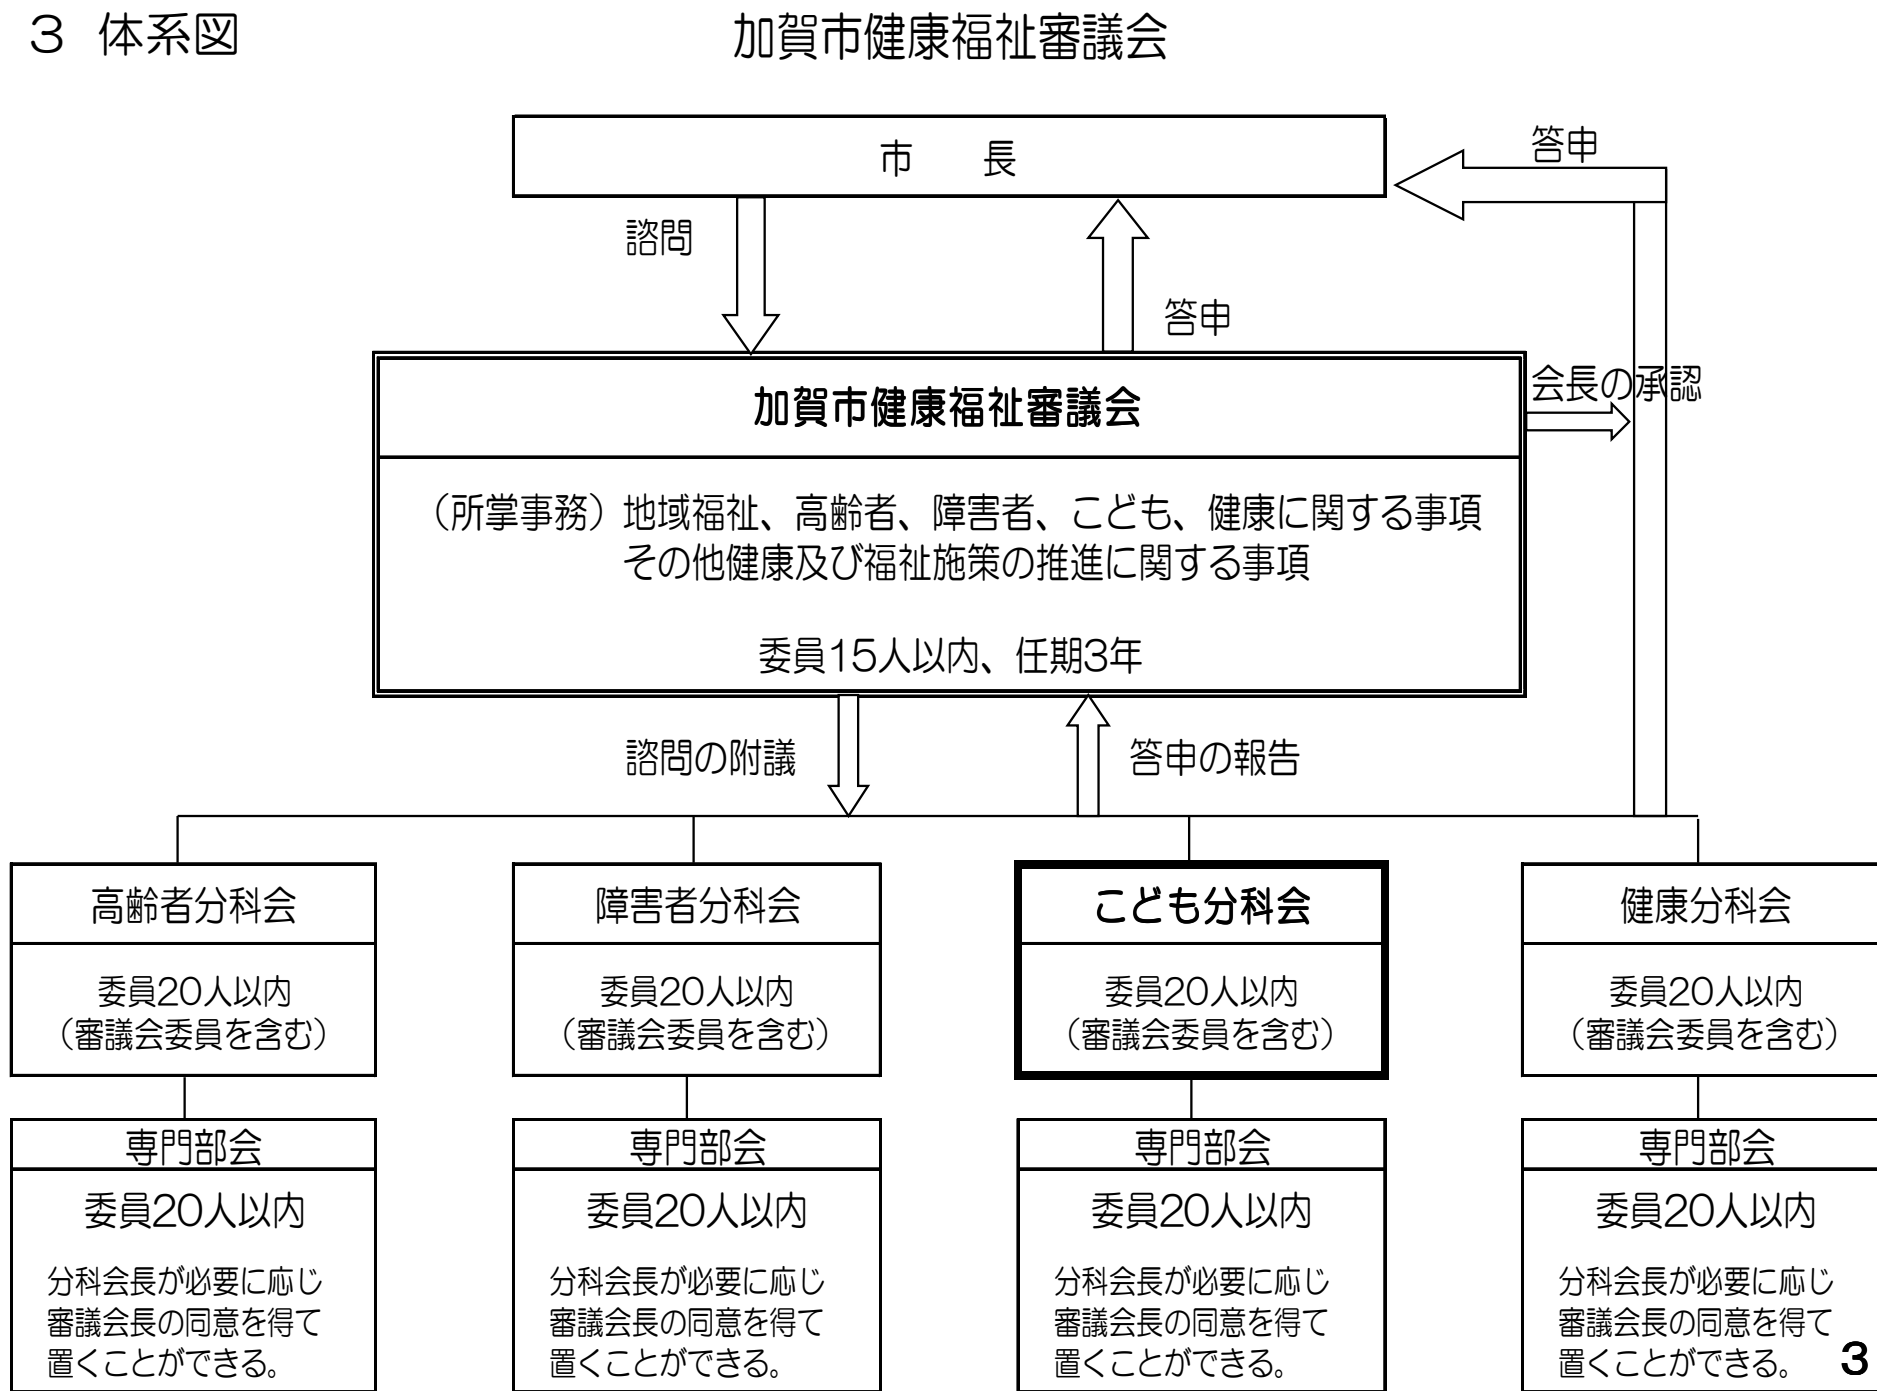 3 体系図
加賀市健康福祉審議会
市 長
答申
諮問
答申
加賀市健康福祉審議会
会長の承認
（所掌事務）地域福祉、高齢者、障害者、こども、健康に関する事項
その他健康及び福祉施策の推進に関する事項
委員15人以内、任期3年
諮問の附議
答申の報告
高齢者分科会
委員20人以内
（審議会委員を含む）
専門部会
委員20人以内
分科会長が必要に応じ
審議会長の同意を得て
置くことができる。
障害者分科会
委員20人以内
（審議会委員を含む）
専門部会
委員20人以内
分科会長が必要に応じ
審議会長の同意を得て
置くことができる。
こども分科会
委員20人以内
（審議会委員を含む）
専門部会
委員20人以内
分科会長が必要に応じ
審議会長の同意を得て
置くことができる。
健康分科会
委員20人以内
（審議会委員を含む）
専門部会
委員20人以内
分科会長が必要に応じ
審議会長の同意を得て
置くことができる。
3